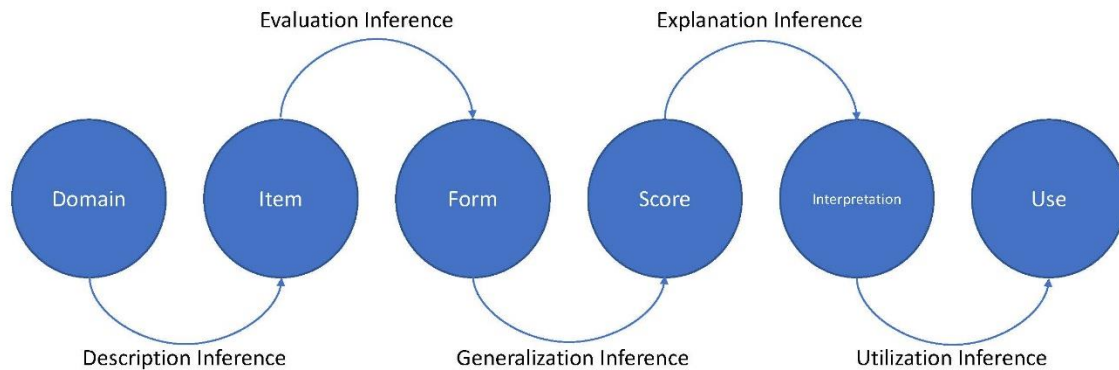 Evaluation Inference
Explanation Inference
Domain
Item
Form
Score
Interpretation
Use
Description Inference
Generalization Inference
Utilization Inference